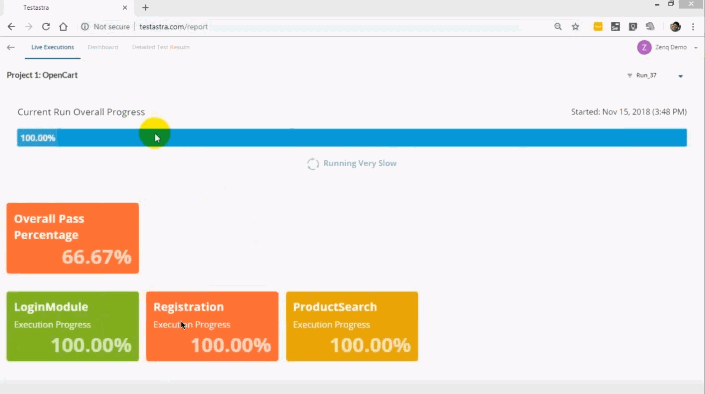 Testastra
Not secure | testastra.com/report
Live Executions Dashboard Detailed Test Results
Z Zeriq Demo
Project 1: OpenCart
Run_37
Current Run Overall Progress
Started: Nov 15, 2018 (3:48 PM)
100.00%
Running Very Slow
Overall Pass
Percentage
66.67%
LoginModule
Execution Progress
100.00%
Registration
Execution Progress
100.00%
ProductSearch
Execution Progress
100.00%